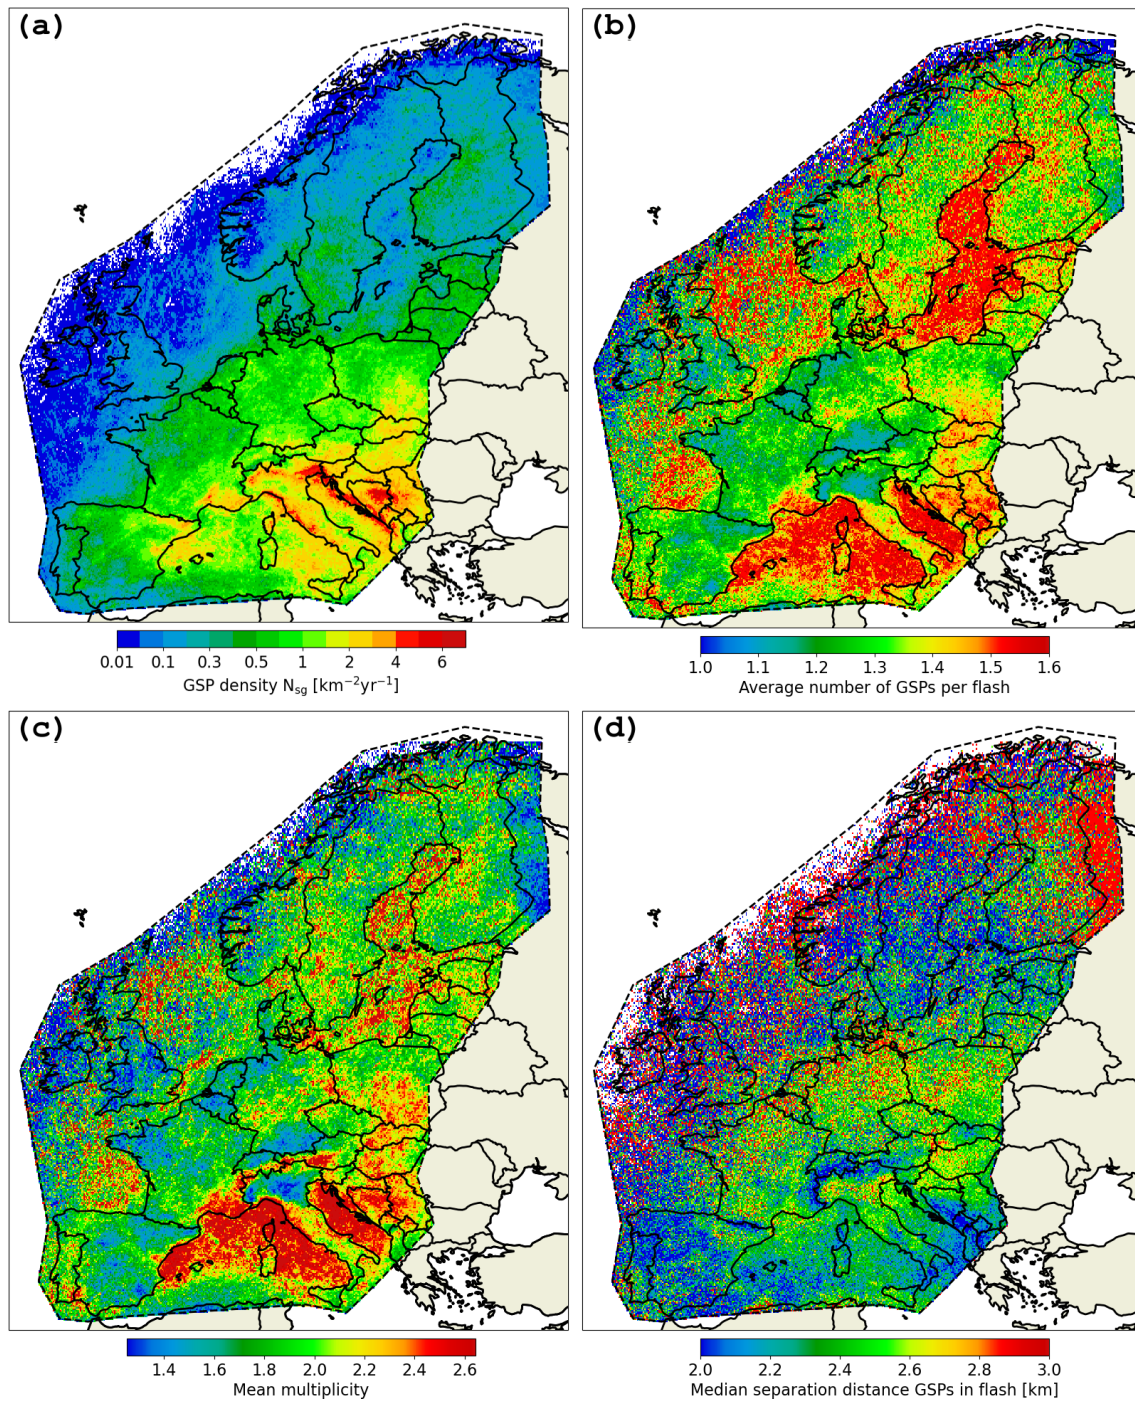 (a)
(b)
0.01 0.1 0.3 0.5 1 2 4 6
GSP density Nsg [km−2yr−1]
1.0 1.1 1.2 1.3 1.4 1.5 1.6
Average number of GSPs per flash
(c)
(d)
1.4 1.6 1.8 2.0 2.2 2.4 2.6
Mean multiplicity
2.0 2.2 2.4 2.6 2.8 3.0
Median separation distance GSPs in flash [km]